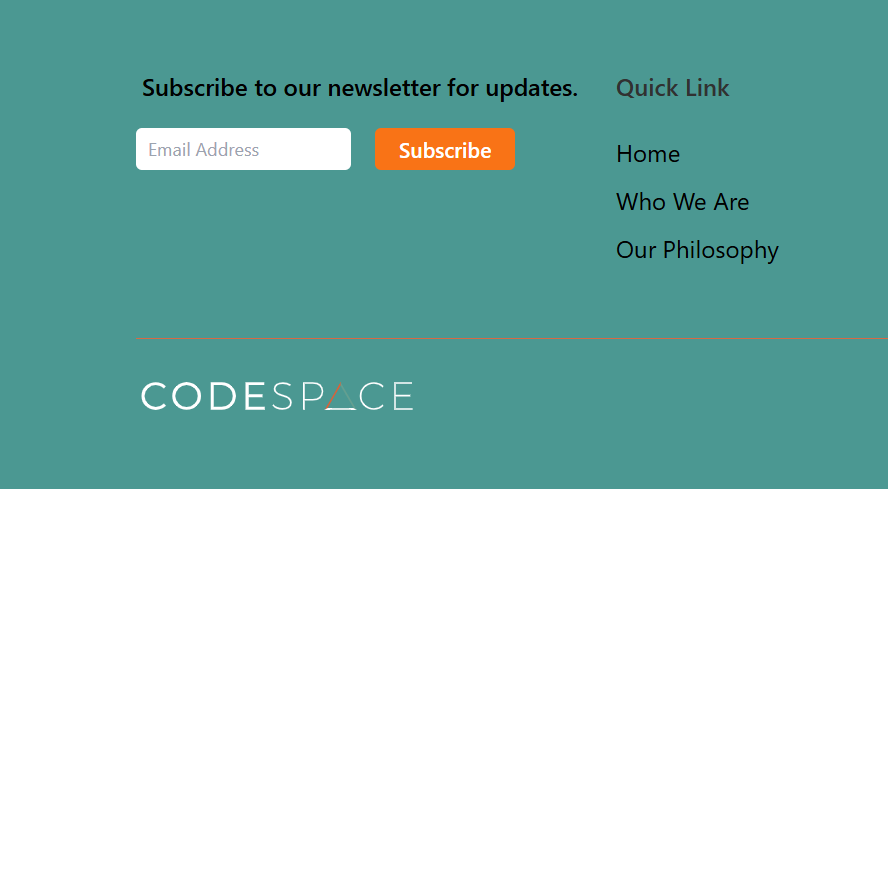 Subscribe to our newsletter for updates.
Email Address
Subscribe
Quick Link
Home
Who We Are
Our Philosophy
CODESPACE